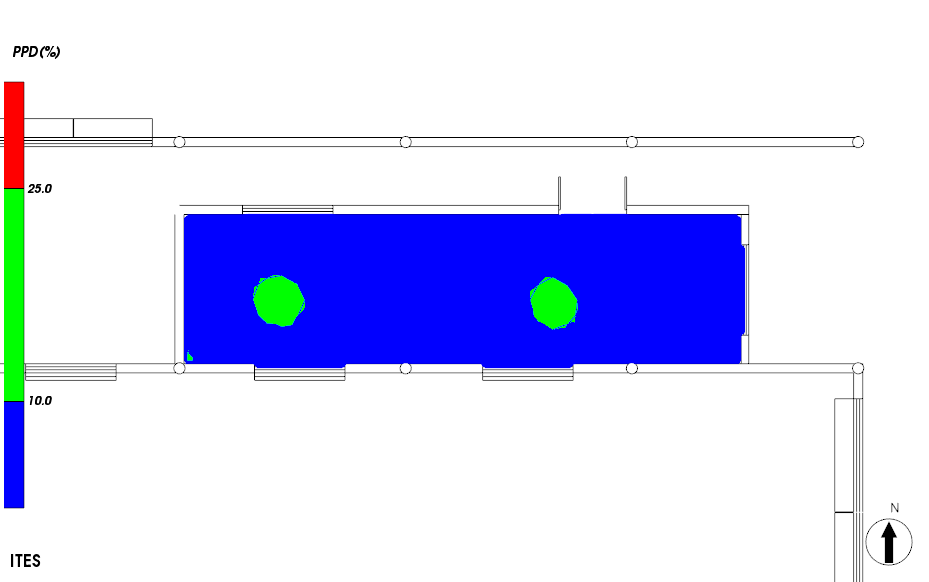 PPD(%)
25.0
10.0
N
ITES